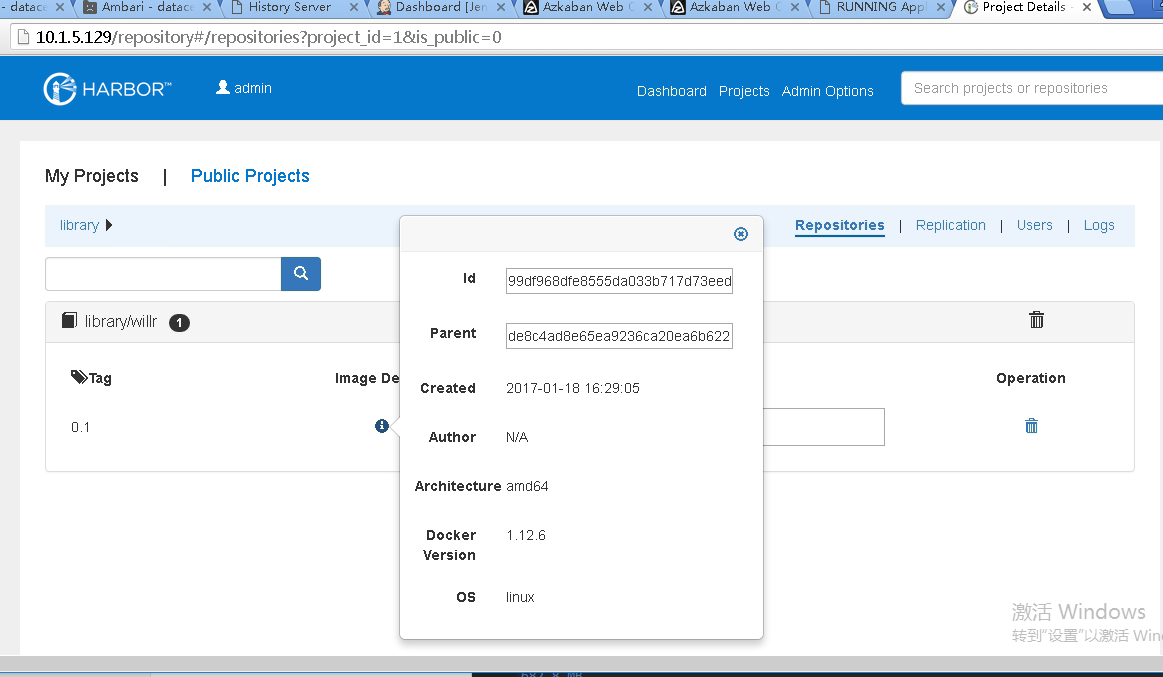 - datace
Ambari - datace
History Server
Dashboard [Jen
Azkaban Web C
Azkaban Web C
RUNNING Appl
Project Details
10.1.5.129/repository#/repositories?project_id=1&is_public=0
HARBOR™
admin
Dashboard Projects Admin Options
Search projects or repositories
My Projects | Public Projects
library
Repositories | Replication | Users | Logs
library/willr 1
Tag
Image De
Operation
0.1
Id 99df968dfe8555da033b717d73eed
Parent de8c4ad8e65ea9236ca20ea6b622
Created 2017-01-18 16:29:05
Author N/A
Architecture amd64
Docker Version 1.12.6
OS linux
激活 Windows
转到"设置"以激活 Win